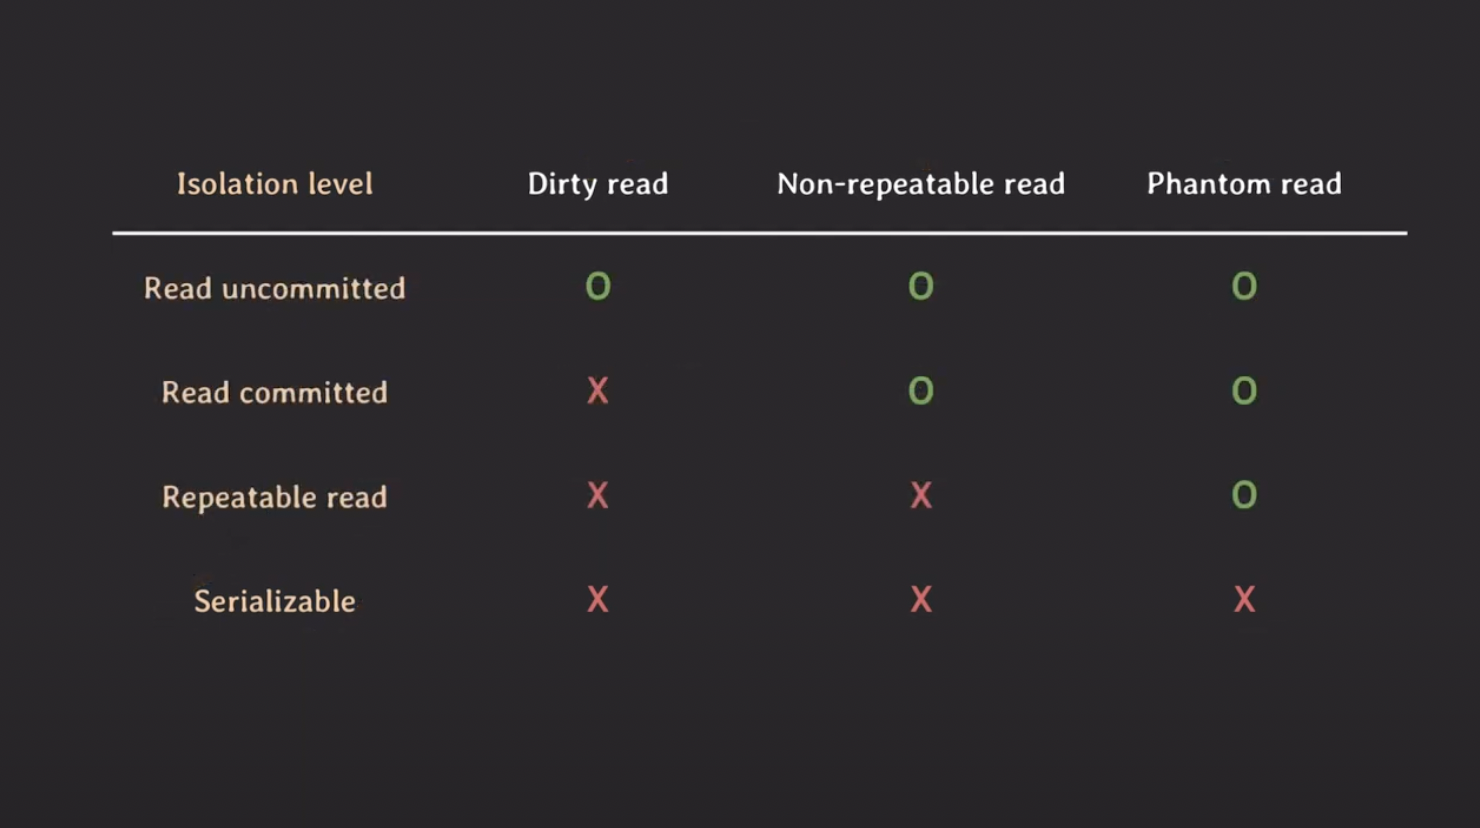 Isolation level Dirty read Non-repeatable read Phantom read
Read uncommitted O O O
Read committed X O O
Repeatable read X X O
Serializable X X X